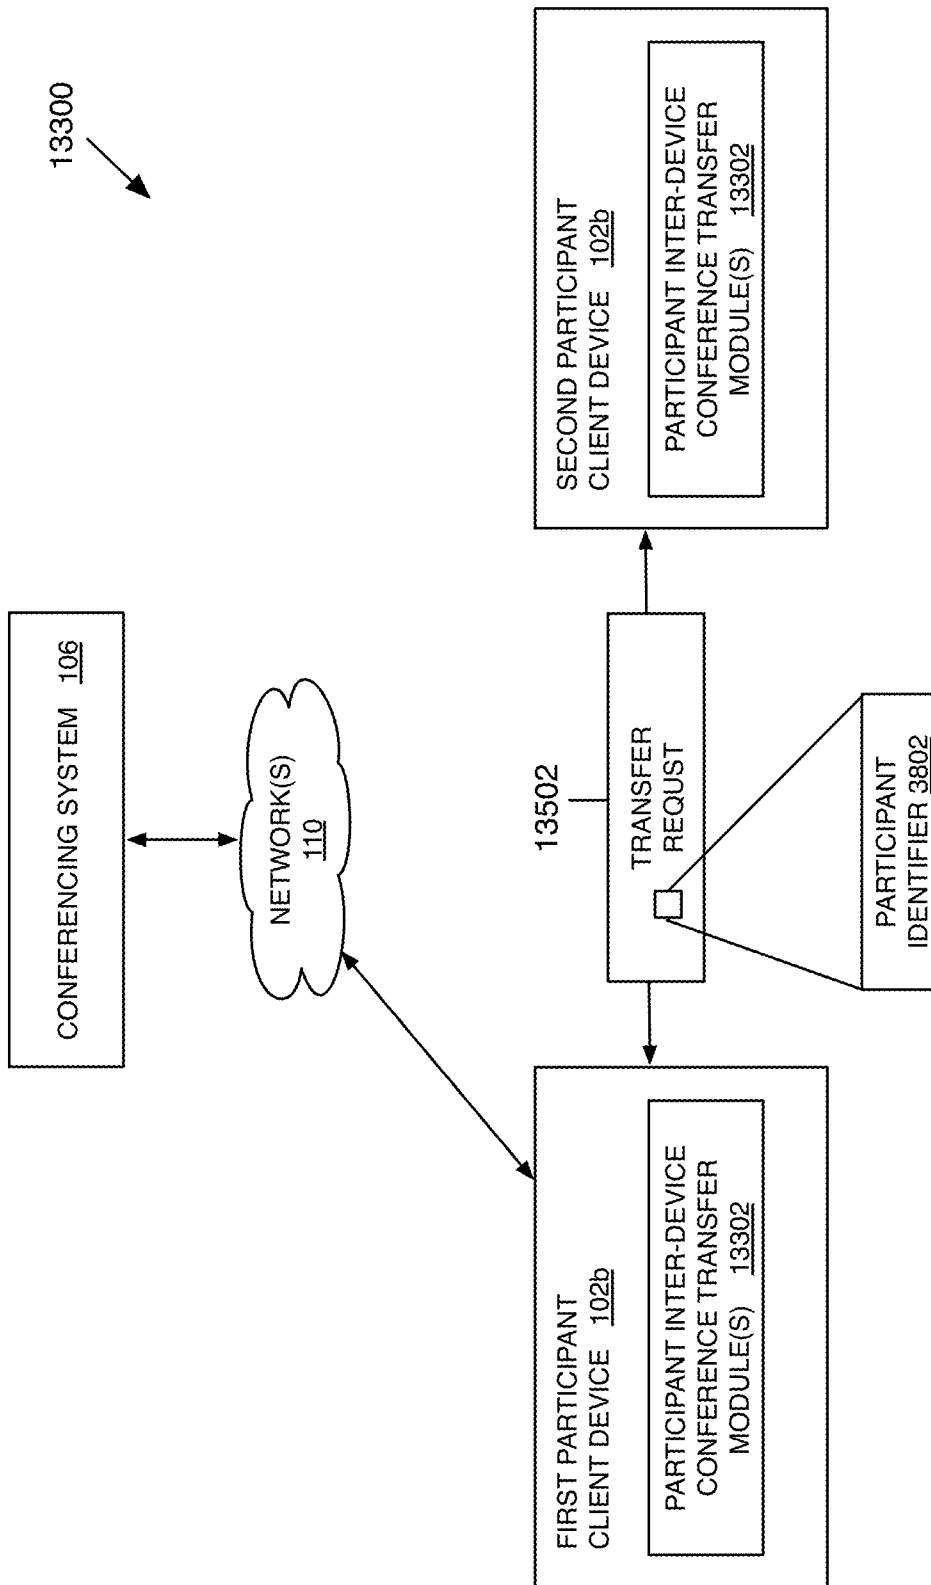 13300
CONFERENCING SYSTEM 106
NETWORK(S)
110
FIRST PARTICIPANT
CLIENT DEVICE 102b
PARTICIPANT INTER-DEVICE
CONFERENCE TRANSFER
MODULE(S) 13302
13502
TRANSFER
REQUST
PARTICIPANT
IDENTIFIER 3802
SECOND PARTICIPANT
CLIENT DEVICE 102b
PARTICIPANT INTER-DEVICE
CONFERENCE TRANSFER
MODULE(S) 13302